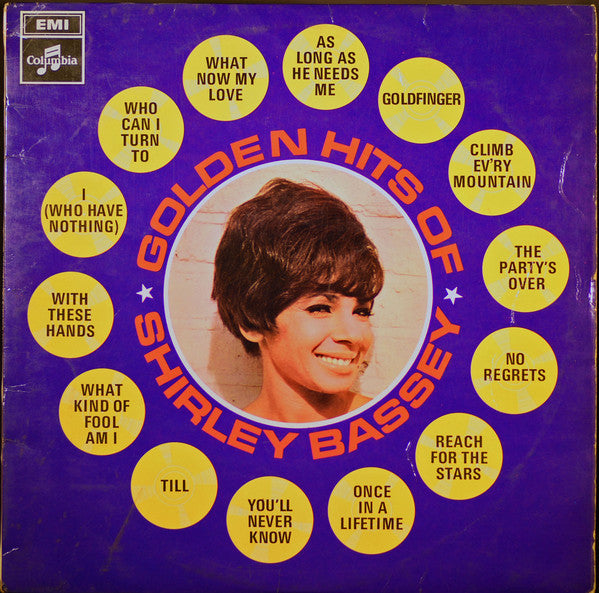 EMI
Columbia
GOLDEN HITS OF
SHIRLEY BASSEY
AS
LONG AS
HE NEEDS
ME
GOLDFINGER
CLIMB
EV'RY
MOUNTAIN
THE
PARTY'S
OVER
NO
REGRETS
REACH
FOR THE
STARS
ONCE
IN A
LIFETIME
YOU'LL
NEVER
KNOW
TILL
WHAT
KIND OF
FOOL
AM I
WITH
THESE
HANDS
I
(WHO HAVE
NOTHING)
WHO
CAN I
TURN
TO
WHAT
NOW MY
LOVE